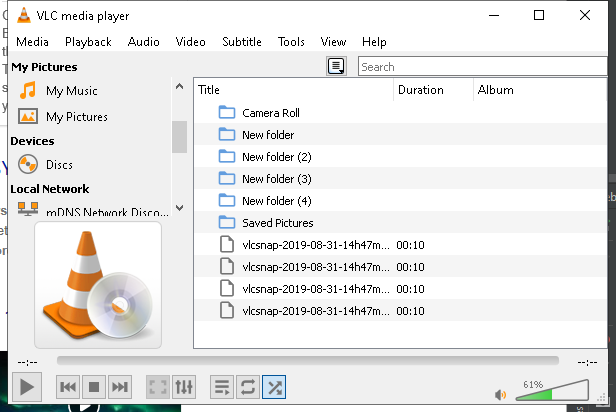 VLC media player
Media Playback Audio Video Subtitle Tools View Help
My Pictures
Search
My Music
My Pictures
Devices
Discs
Local Network
mDNS Network Disco...
Title Duration Album
Camera Roll
New folder
New folder (2)
New folder (3)
New folder (4)
Saved Pictures
vlcsnap-2019-08-31-14h47m... 00:10
vlcsnap-2019-08-31-14h47m... 00:10
vlcsnap-2019-08-31-14h47m... 00:10
vlcsnap-2019-08-31-14h47m... 00:10
--:-- --:--
61%